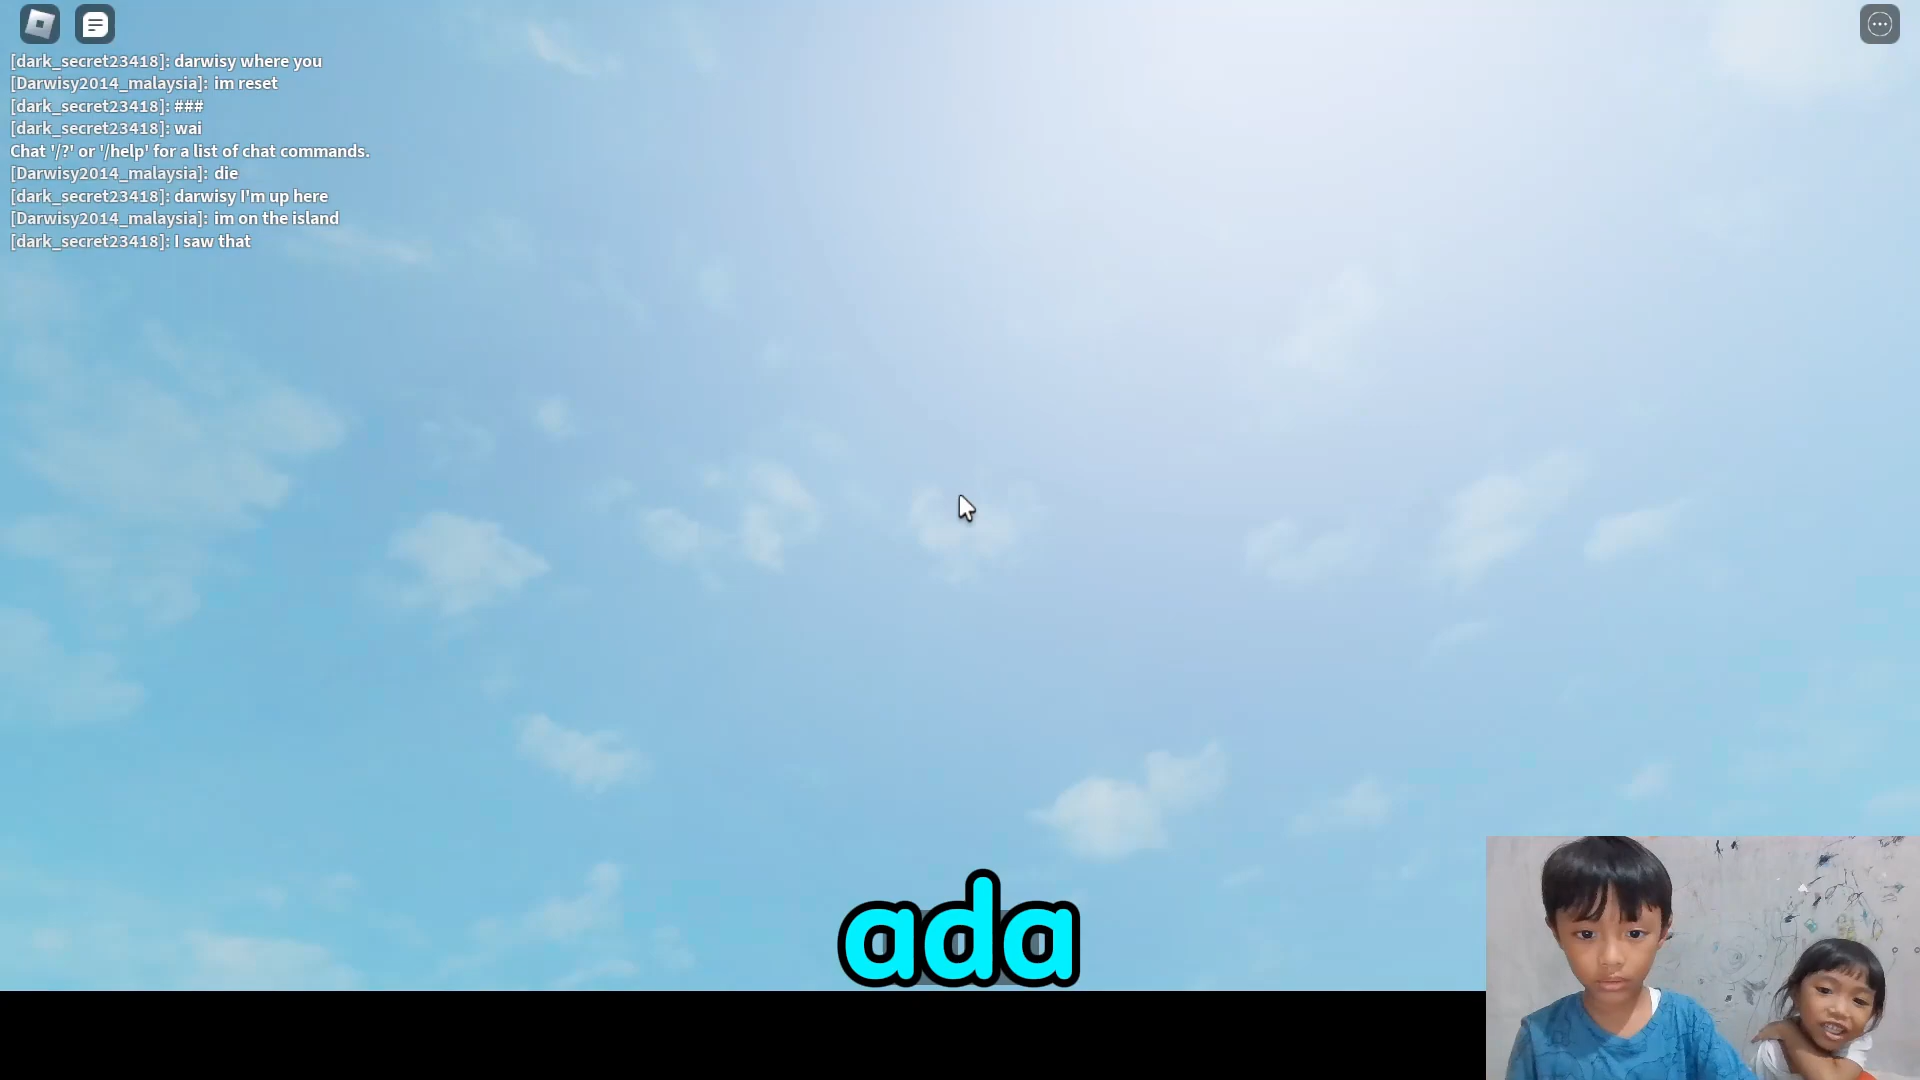 [dark_secret23418]: darwisy where you
[Darwisy2014_malaysia]: im reset
[dark_secret23418]: ###
[dark_secret23418]: wai
Chat '/?' or '/help' for a list of chat commands.
[Darwisy2014_malaysia]: die
[dark_secret23418]: darwisy I'm up here
[Darwisy2014_malaysia]: im on the island
[dark_secret23418]: I saw that
ada